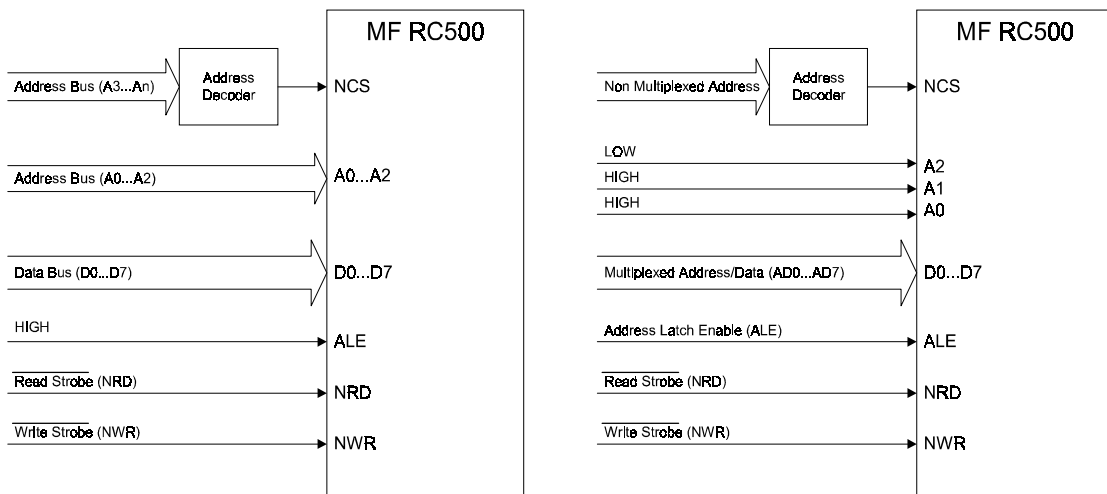 MF RC500
Address Bus (A3...An)
Address
Decoder
NCS
Address Bus (A0...A2)
A0...A2
Data Bus (D0...D7)
D0...D7
HIGH
ALE
Read Strobe (NRD)
NRD
Write Strobe (NWR)
NWR
MF RC500
Non Multiplexed Address
Address
Decoder
NCS
LOW
A2
HIGH
A1
HIGH
A0
Multiplexed Address/Data (AD0...AD7)
D0...D7
Address Latch Enable (ALE)
ALE
Read Strobe (NRD)
NRD
Write Strobe (NWR)
NWR